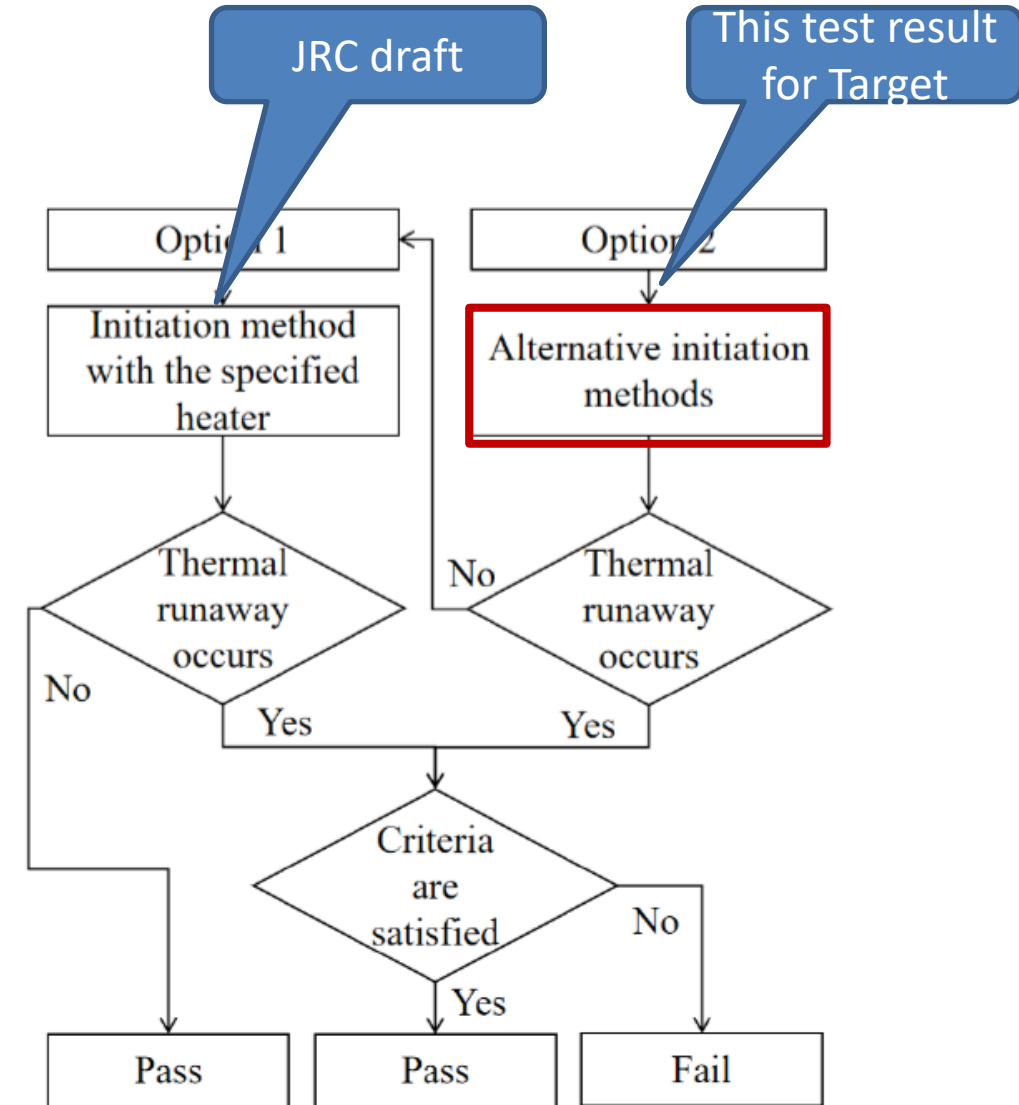 JRC draft
This test result
for Target
Option 1
Option 2
Initiation method
with the specified
heater
Alternative initiation
methods
Thermal
runaway
occurs
No
Thermal
runaway
occurs
No
Yes
Yes
Criteria
are
satisfied
No
Yes
Pass
Pass
Fail